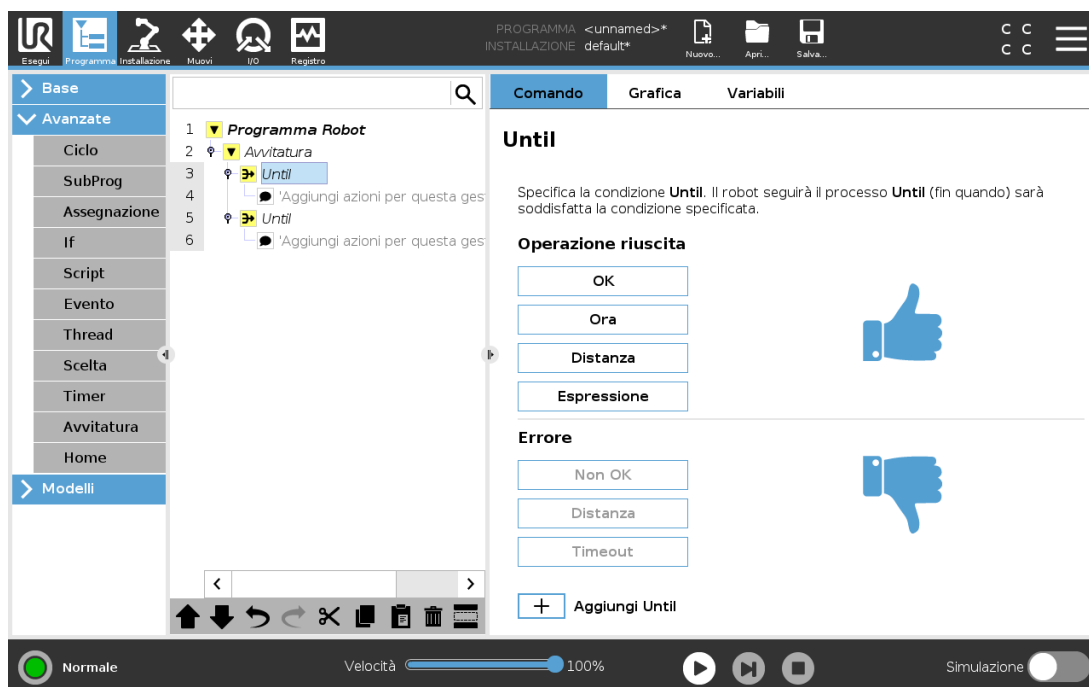 PROGRAMMA <unnamed>*
INSTALLAZIONE default*
Esegui Programma Installazione Muovi I/O Registro
Nuovo... Apri... Salva...
C C
C C
Base
Avanzate
Ciclo
SubProg
Assegnazione
If
Script
Evento
Thread
Scelta
Timer
Avvitatura
Home
Modelli
1 Programma Robot
2 Avvitatura
3 Until
4 'Aggiungi azioni per questa ges
5 Until
6 'Aggiungi azioni per questa ges
Comando Grafica Variabili
Until
Specifica la condizione Until. Il robot seguirà il processo Until (fin quando) sarà
soddisfatta la condizione specificata.
Operazione riuscita
OK
Ora
Distanza
Espressione
Errore
Non OK
Distanza
Timeout
+ Aggiungi Until
Normale
Velocità 100%
Simulazione